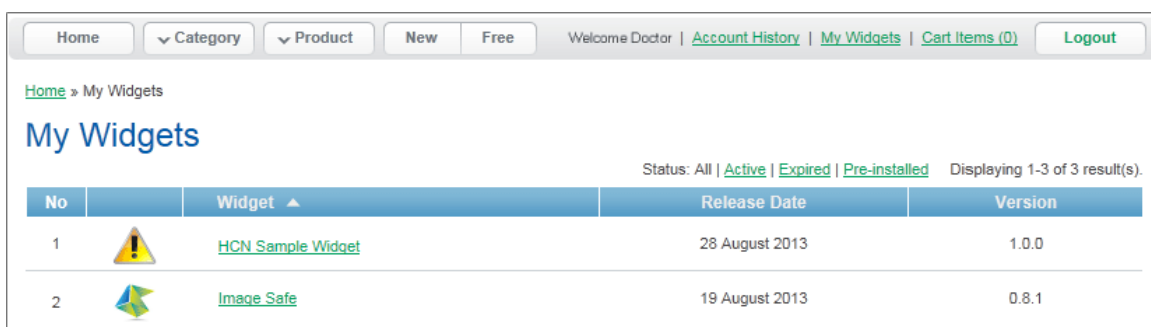 Home Category Product New Free Welcome Doctor | Account History | My Widgets | Cart Items (0) Logout
Home » My Widgets
My Widgets
Status: All | Active | Expired | Pre-installed Displaying 1-3 of 3 result(s).
No Widget Release Date Version
1 HCN Sample Widget 28 August 2013 1.0.0
2 Image Safe 19 August 2013 0.8.1